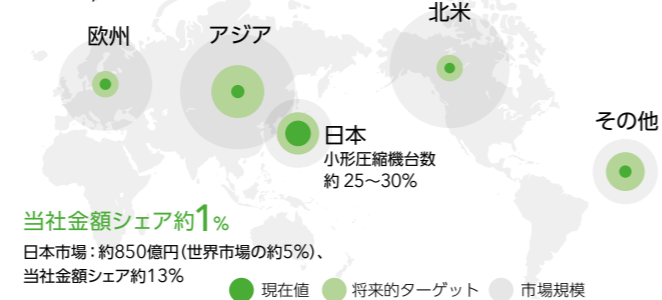 北米
欧州
アジア
その他
日本
小形圧縮機台数
約25～30%
当社金額シェア約1%
日本市場：約850億円(世界市場の約5%)、
当社金額シェア約13%
現在値 将来的ターゲット 市場規模